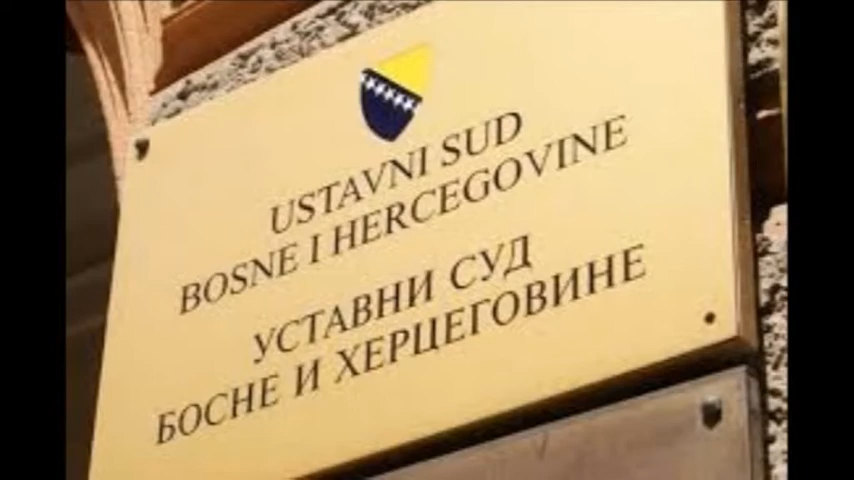 USTAVNI SUD
BOSNE I HERCEGOVINE
УСТАВНИ СУД
БОСНЕ И ХЕРЦЕГОВИНЕ